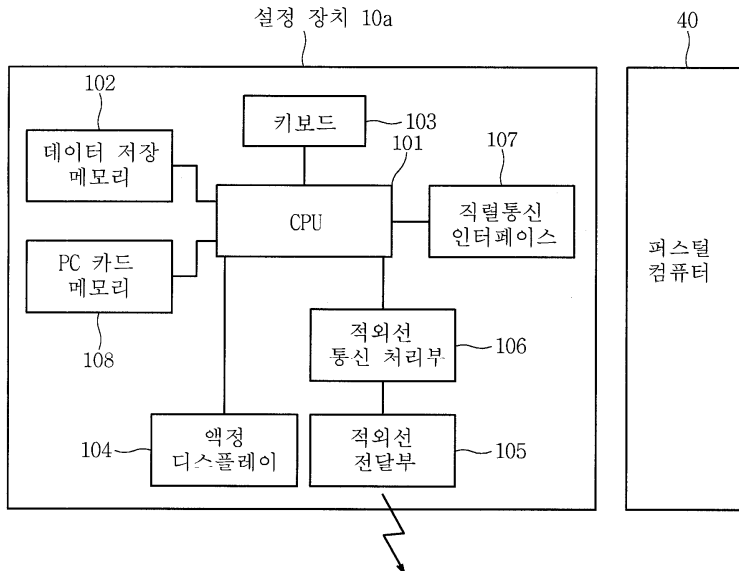 설정 장치 10a
40
102
데이터 저장
메모리
키보드
103
101
CPU
107
직렬통신
인터페이스
PC 카드
메모리
108
퍼스털
컴퓨터
적외선
통신 처리부
106
104
액정
디스플레이
적외선
전달부
105